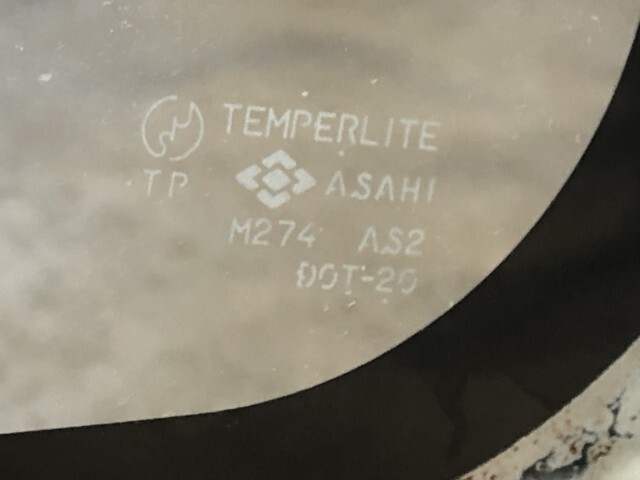 TEMPERLITE
TP ASAHI
M274 AS2
DOT-20